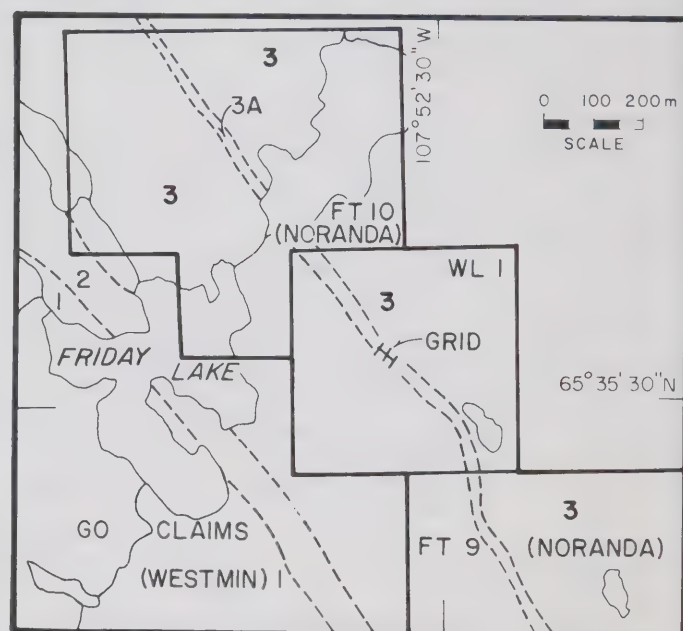 3
107°52'30"W
3A
0 100 200 m
SCALE
3
FT 10
(NORANDA)
WL 1
2
1
3
GRID
FRIDAY LAKE
65°35'30"N
GO CLAIMS
(WESTMIN) 1
FT 9
3
(NORANDA)